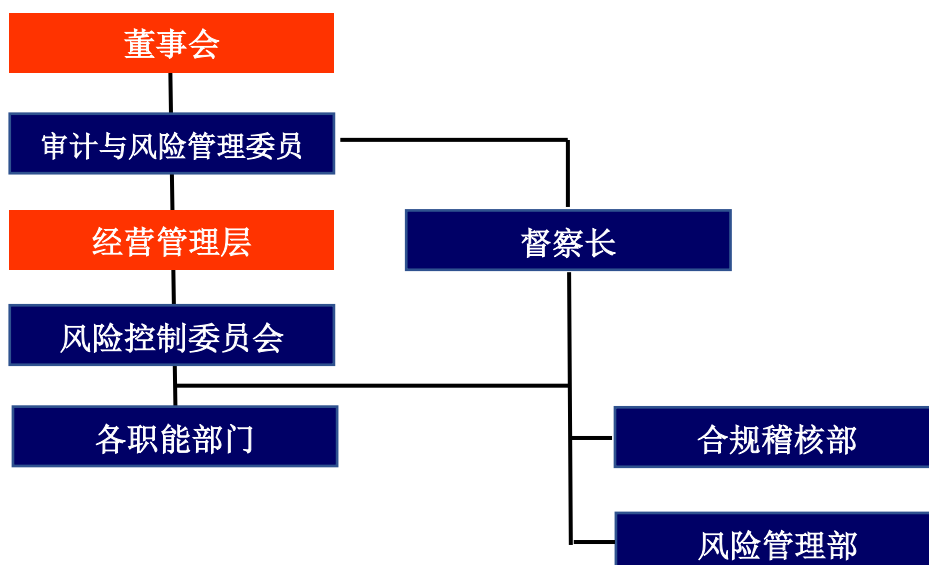 董事会
审计与风险管理委员
经营管理层
督察长
风险控制委员会
各职能部门
合规稽核部
风险管理部